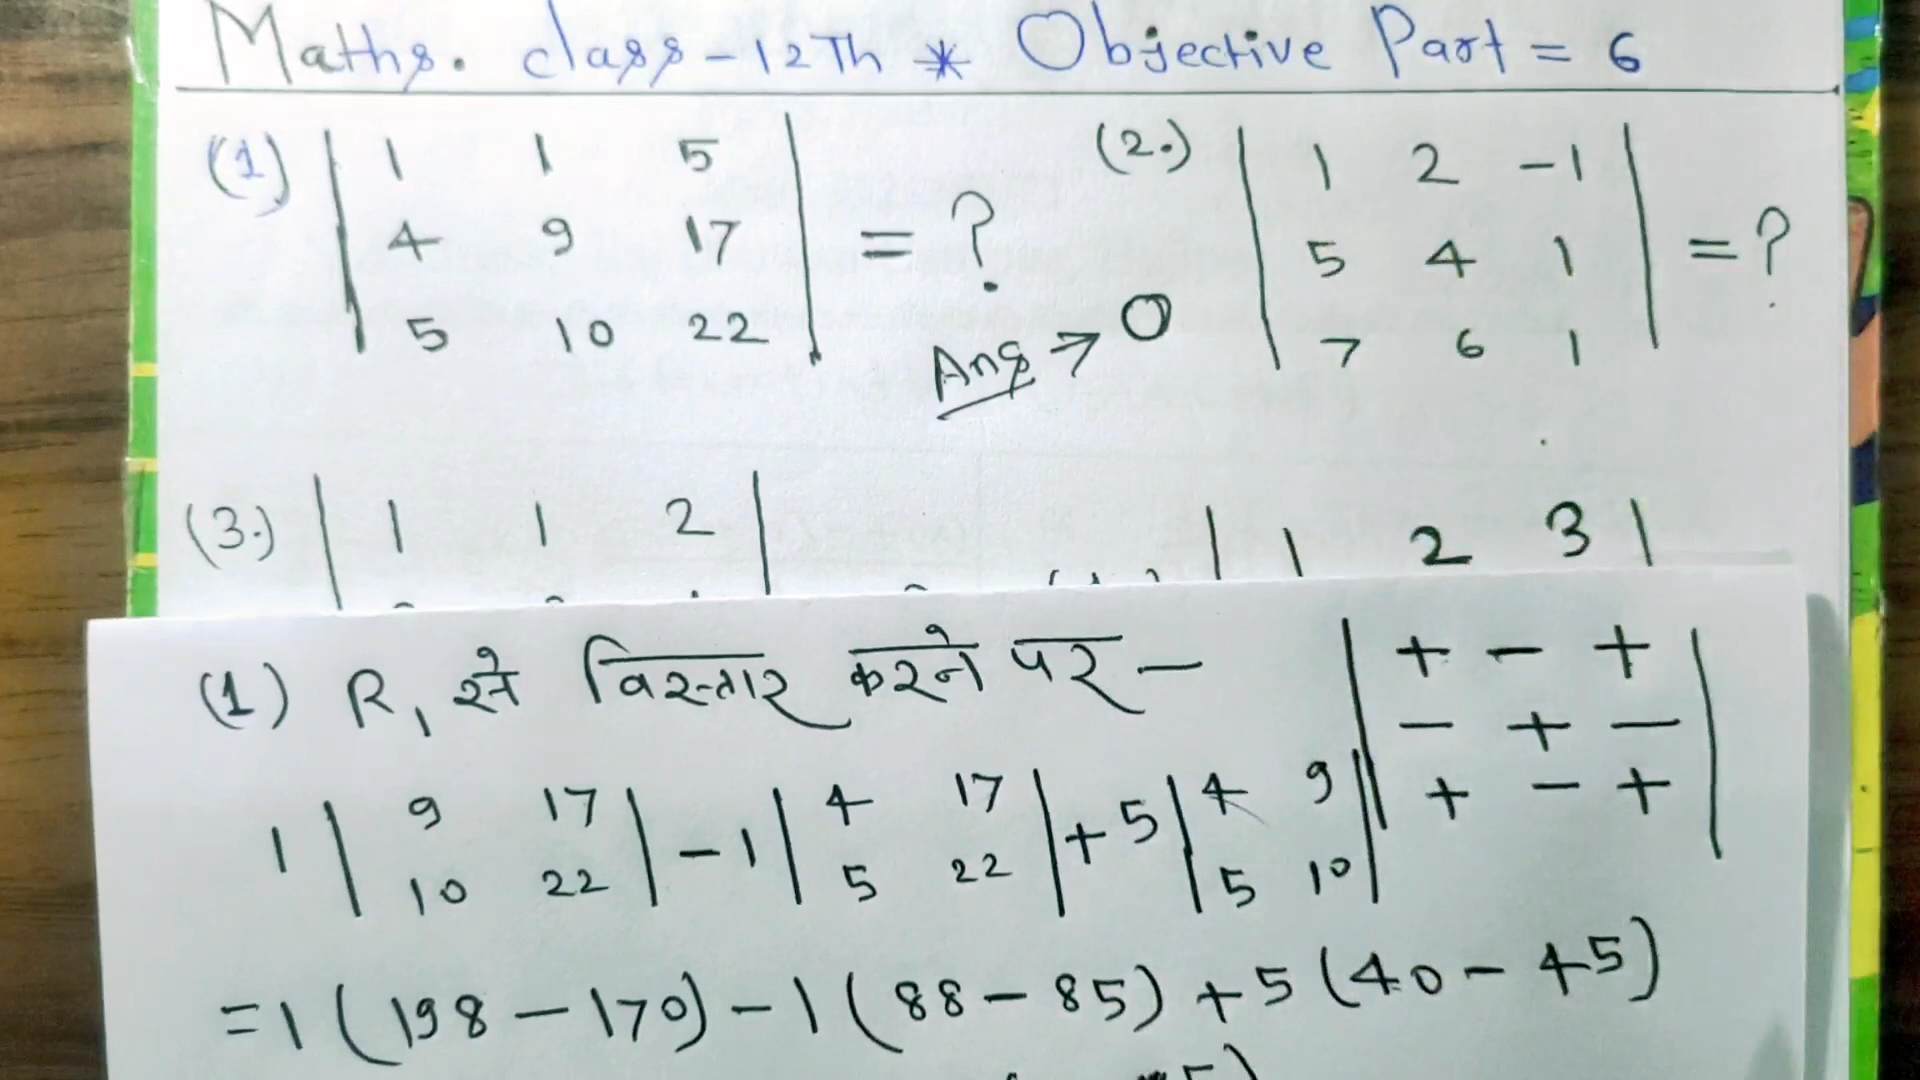 Maths. class-12Th * Objective Part = 6
(1) | 1 1 5 |
| 4 9 17 | = ?
| 5 10 22 |
Ans → 0
(2.) | 1 2 -1 |
| 5 4 1 | = ?
| 7 6 1 |
(3.) | 1 1 2 |
| 1 2 3 |
(1) R1 से विस्तार करने पर —
| + - + |
| - + - |
| + - + |
1 | 9 17 | - 1 | 4 17 | + 5 | 4 9 |
| 10 22 | | 5 22 | | 5 10 |
= 1 (198 - 170) - 1 (88 - 85) + 5 (40 - 45)